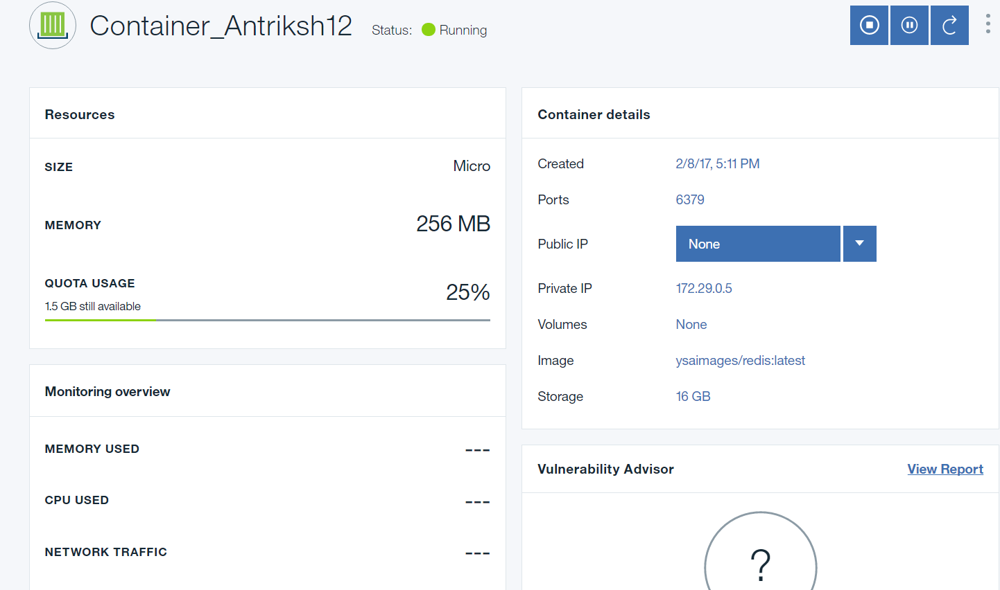 Container_Antriksh12
Status: Running
Resources
SIZE Micro
MEMORY 256 MB
QUOTA USAGE 25%
1.5 GB still available
Monitoring overview
MEMORY USED ---
CPU USED ---
NETWORK TRAFFIC ---
Container details
Created 2/8/17, 5:11 PM
Ports 6379
Public IP None
Private IP 172.29.0.5
Volumes None
Image ysaimages/redis:latest
Storage 16 GB
Vulnerability Advisor View Report
?